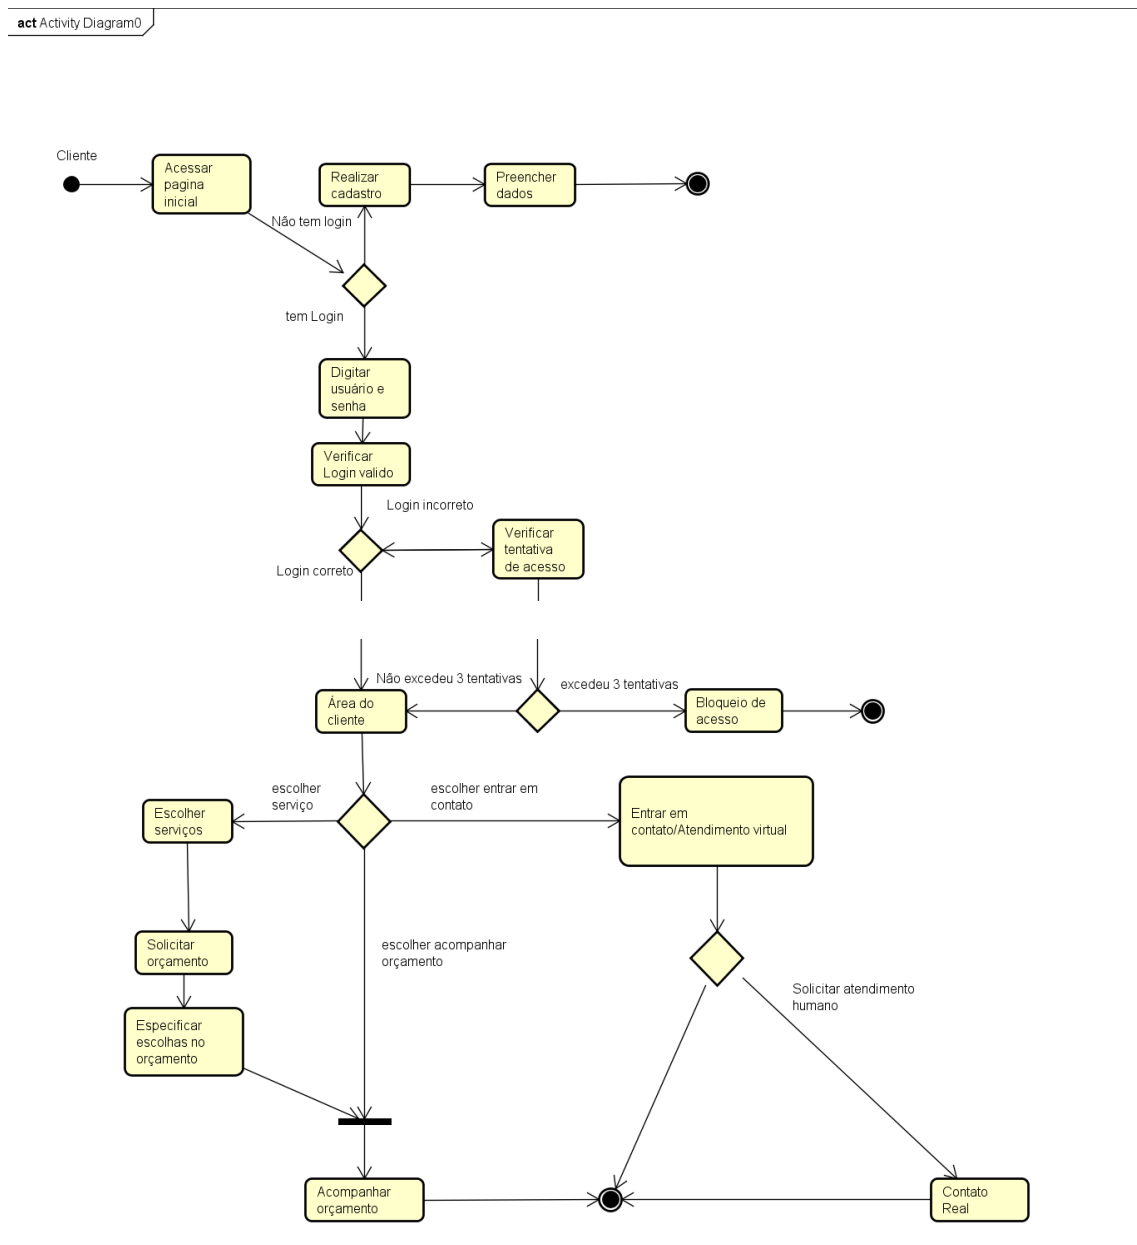 act Activity Diagram0
Cliente
Acessar
pagina
inicial
Realizar
cadastro
Preencher
dados
Não tem login
tem Login
Digitar
usuário e
senha
Verificar
Login valido
Login incorreto
Verificar
tentativa
de acesso
Login correto
Não excedeu 3 tentativas
excedeu 3 tentativas
Área do
cliente
Bloqueio de
acesso
escolher
serviço
escolher entrar em
contato
Escolher
serviços
Entrar em
contato/Atendimento virtual
Solicitar
orçamento
escolher acompanhar
orçamento
Solicitar atendimento
humano
Especificar
escolhas no
orçamento
Acompanhar
orçamento
Contato
Real